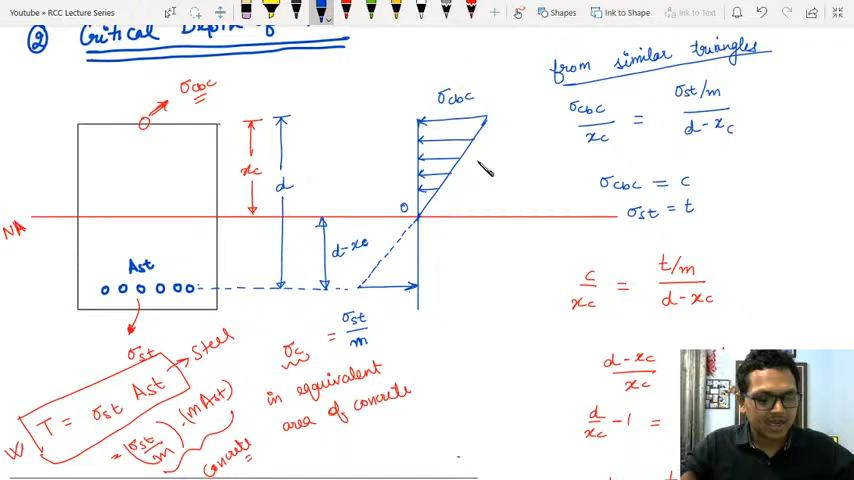 Youtube » RCC Lecture Series
Shapes
Ink to Shape
Ink to Text
② Critical Depth of
σcbc
σcbc
xc
d
O
NA
d-xc
Ast
σst
Steel
T = σst Ast
= (σst/m) · (m Ast)
Concrete
σc = σst/m
in equivalent
area of concrete
from similar triangles
σcbc/xc = σst/m / d-xc
σcbc = c
σst = t
c/xc = t/m / d-xc
d-xc/xc
d/xc -1 =